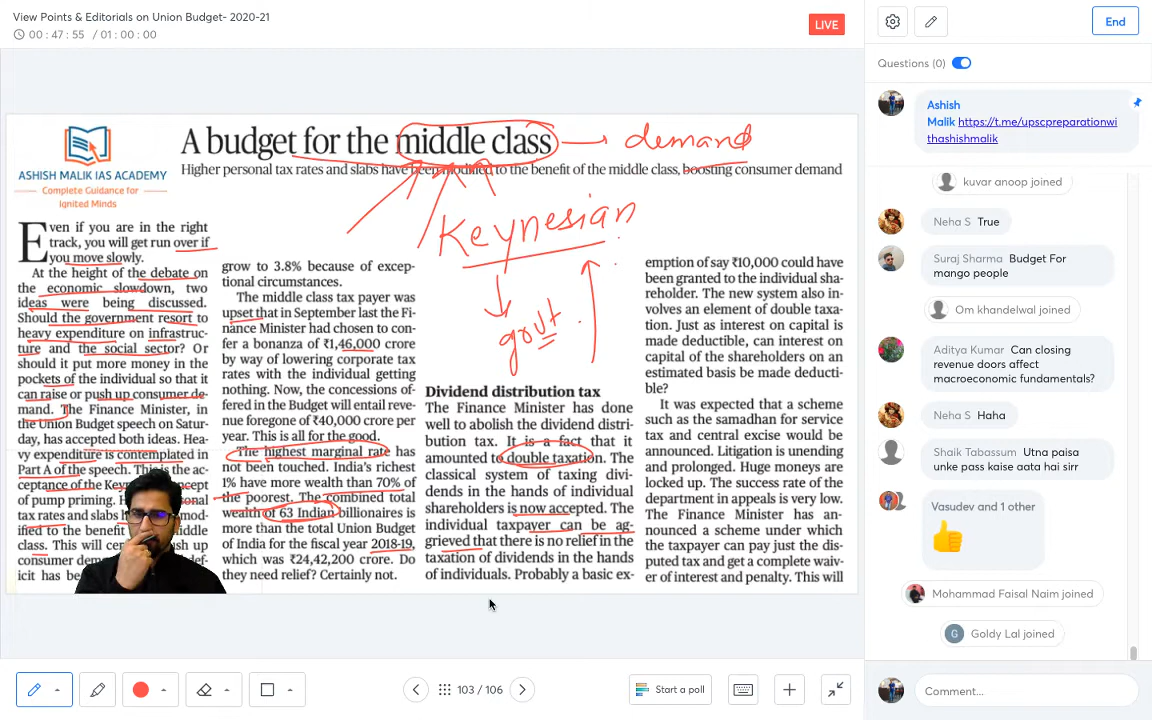 View Points & Editorials on Union Budget- 2020-21
00 : 47 : 55 / 01 : 00 : 00
LIVE
End
Questions (0)
ASHISH MALIK IAS ACADEMY
Complete Guidance for
Ignited Minds
A budget for the middle class → demand
Higher personal tax rates and slabs have been modified to the benefit of the middle class, boosting consumer demand
Keynesian
govt
Even if you are in the right
track, you will get run over if
you move slowly.
At the height of the debate on
the economic slowdown, two
ideas were being discussed.
Should the government resort to
heavy expenditure on infrastruc-
ture and the social sector? Or
should it put more money in the
pockets of the individual so that it
can raise or push up consumer de-
mand. The Finance Minister, in
the Union Budget speech on Satur-
day, has accepted both ideas. Hea-
vy expenditure is contemplated in
Part A of the speech. This is the ac-
ceptance of the
of pump priming.
tax rates and slabs mod-
ified to the benefit
class. This will
consumer
icit has
grow to 3.8% because of excep-
tional circumstances.
The middle class tax payer was
upset that in September last the Fi-
nance Minister had chosen to con-
fer a bonanza of ₹1,46,000 crore
by way of lowering corporate tax
rates with the individual getting
nothing. Now, the concessions of-
fered in the Budget will entail reve-
nue foregone of ₹40,000 crore per
year. This is all for the good.
The highest marginal rate has
not been touched. India's richest
1% have more wealth than 70% of
the poorest. The combined total
wealth of 63 Indian billionaires is
more than the total Union Budget
of India for the fiscal year 2018-19,
which was ₹24,42,200 crore. Do
they need relief? Certainly not.
Dividend distribution tax
The Finance Minister has done
well to abolish the dividend distri-
bution tax. It is a fact that it
amounted to double taxation. The
classical system of taxing divi-
dends in the hands of individual
shareholders is now accepted. The
individual taxpayer can be ag-
grieved that there is no relief in the
taxation of dividends in the hands
of individuals. Probably a basic ex-
emption of say ₹10,000 could have
been granted to the individual sha-
reholder. The new system also in-
volves an element of double taxa-
tion. Just as interest on capital is
made deductible, can interest on
capital of the shareholders on an
estimated basis be made deducti-
ble?
It was expected that a scheme
such as the samadhan for service
tax and central excise would be
announced. Litigation is unending
and prolonged. Huge moneys are
locked up. The success rate of the
department in appeals is very low.
The Finance Minister has an-
nounced a scheme under which
the taxpayer can pay just the dis-
puted tax and get a complete waiv-
er of interest and penalty. This will
Ashish
Malik https://t.me/upscpreparationwi
thashishmalik
kuvar anoop joined
Neha S True
Suraj Sharma Budget For
mango people
Om khandelwal joined
Aditya Kumar Can closing
revenue doors affect
macroeconomic fundamentals?
Neha S Haha
Shaik Tabassum Utna paisa
unke pass kaise aata hai sirr
Vasudev and 1 other
Mohammad Faisal Naim joined
G Goldy Lal joined
103 / 106
Start a poll
Comment...